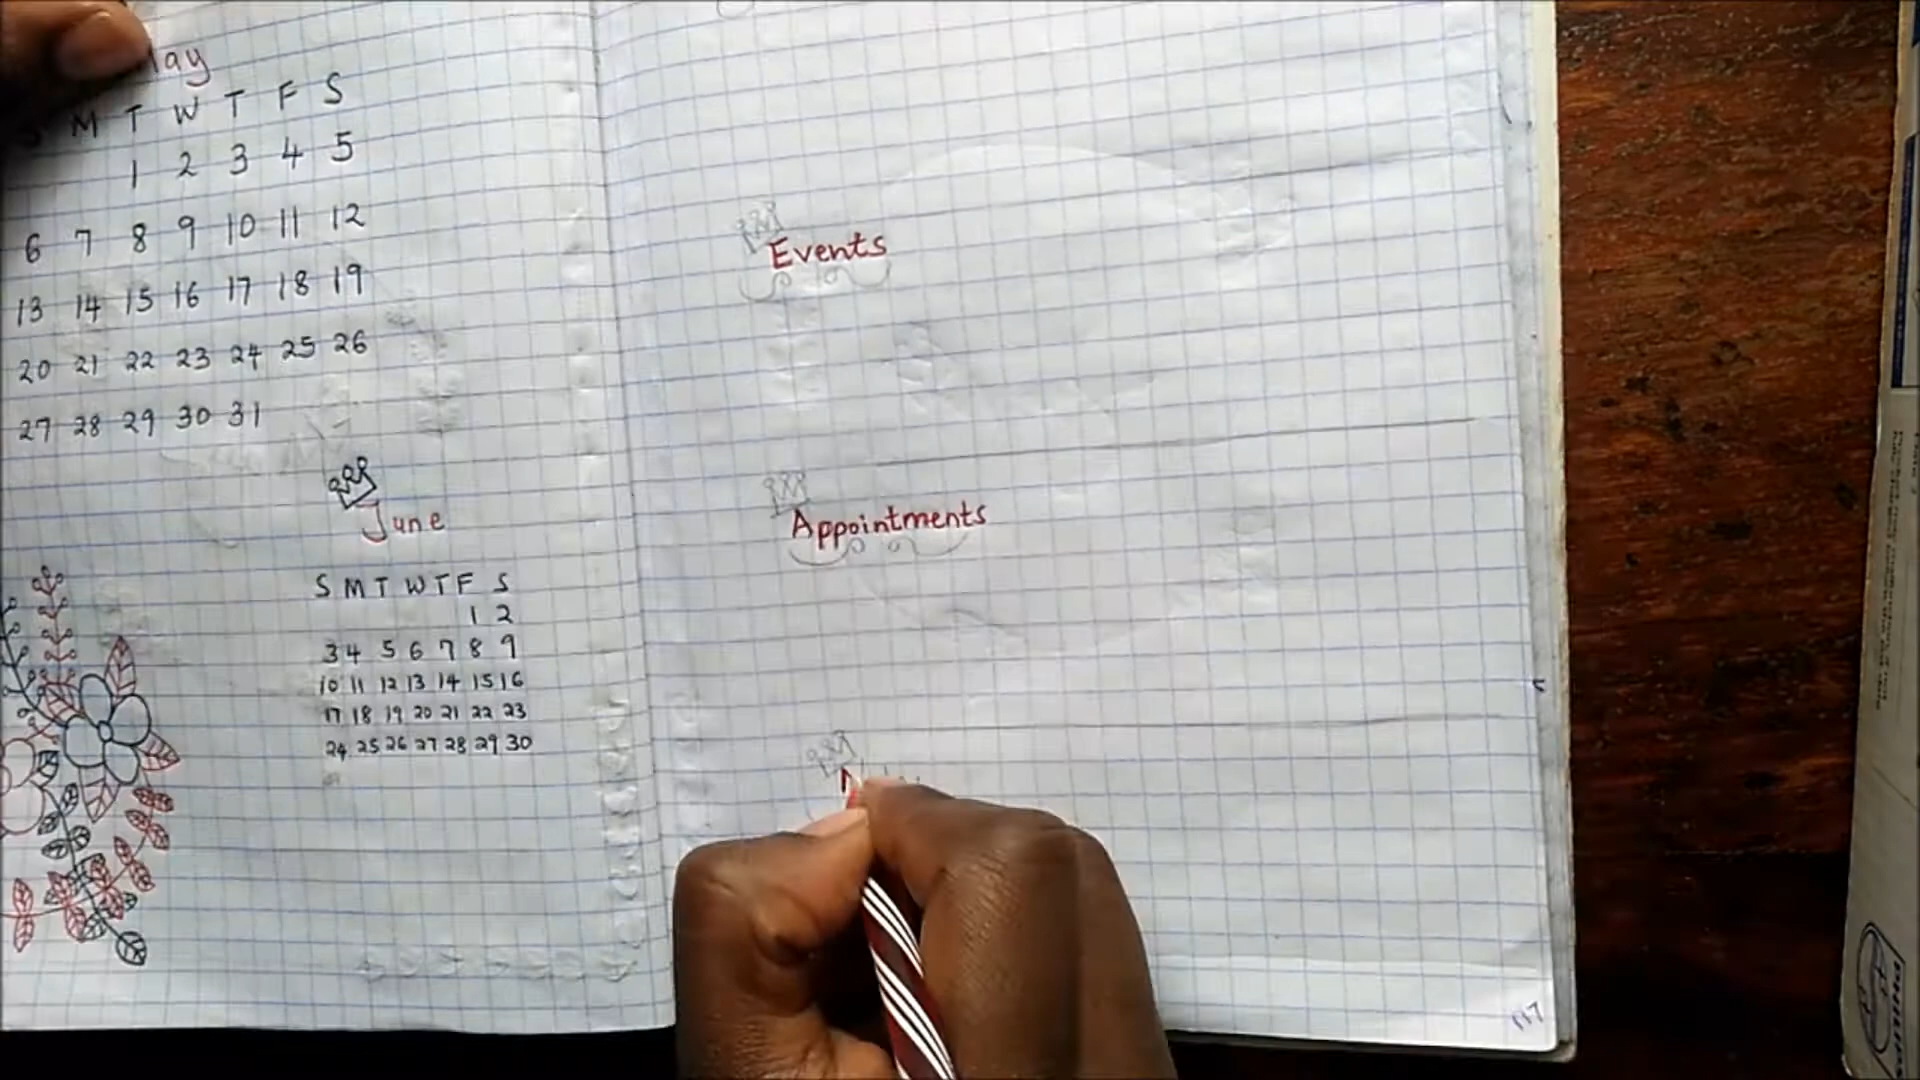 May
S M T W T F S
1 2 3 4 5
6 7 8 9 10 11 12
13 14 15 16 17 18 19
20 21 22 23 24 25 26
27 28 29 30 31
June
S M T W T F S
1 2
3 4 5 6 7 8 9
10 11 12 13 14 15 16
17 18 19 20 21 22 23
24 25 26 27 28 29 30
Events
Appointments
117
PHILIPS